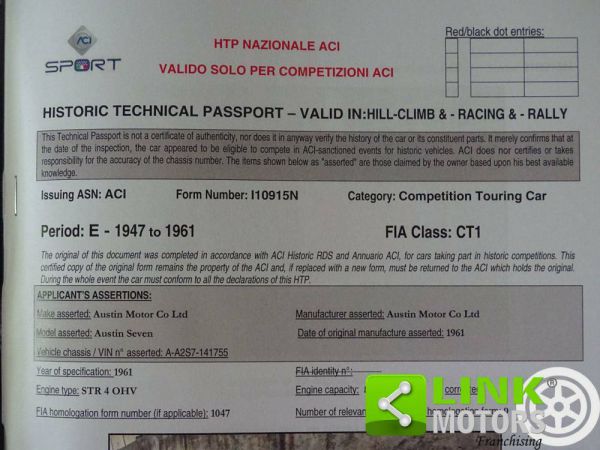 ACI
SPORT
HTP NAZIONALE ACI
VALIDO SOLO PER COMPETIZIONI ACI
Red/black dot entries:
HISTORIC TECHNICAL PASSPORT – VALID IN:HILL-CLIMB & - RACING & - RALLY
This Technical Passport is not a certificate of authenticity, nor does it in anyway verify the history of the car or its constituent parts. It merely confirms that at
the date of the inspection, the car appeared to be eligible to compete in ACI-sanctioned events for historic vehicles. ACI does nor certifies or takes
responsibility for the accuracy of the chassis number. The items shown below as "asserted" are those claimed by the owner based upon his best available
knowledge.
Issuing ASN: ACI Form Number: I10915N Category: Competition Touring Car
Period: E - 1947 to 1961 FIA Class: CT1
The original of this document was completed in accordance with ACI Historic RDS and Annuario ACI, for cars taking part in historic competitions. This
certified copy of the original form remains the property of the ACI and, if replaced with a new form, must be returned to the ACI which holds the original.
During the whole event the car must conform to all the declarations of this HTP.
APPLICANT'S ASSERTIONS:
Make asserted: Austin Motor Co Ltd Manufacturer asserted: Austin Motor Co Ltd
Model asserted: Austin Seven Date of original manufacture asserted: 1961
Vehicle chassis / VIN n° asserted: A-A2S7-141755
Year of specification: 1961 FIA identity n°:
Engine type: STR 4 OHV Engine capacity:
FIA homologation form number (if applicable): 1047 Number of relevan
LINK
MOTORS
Franchising